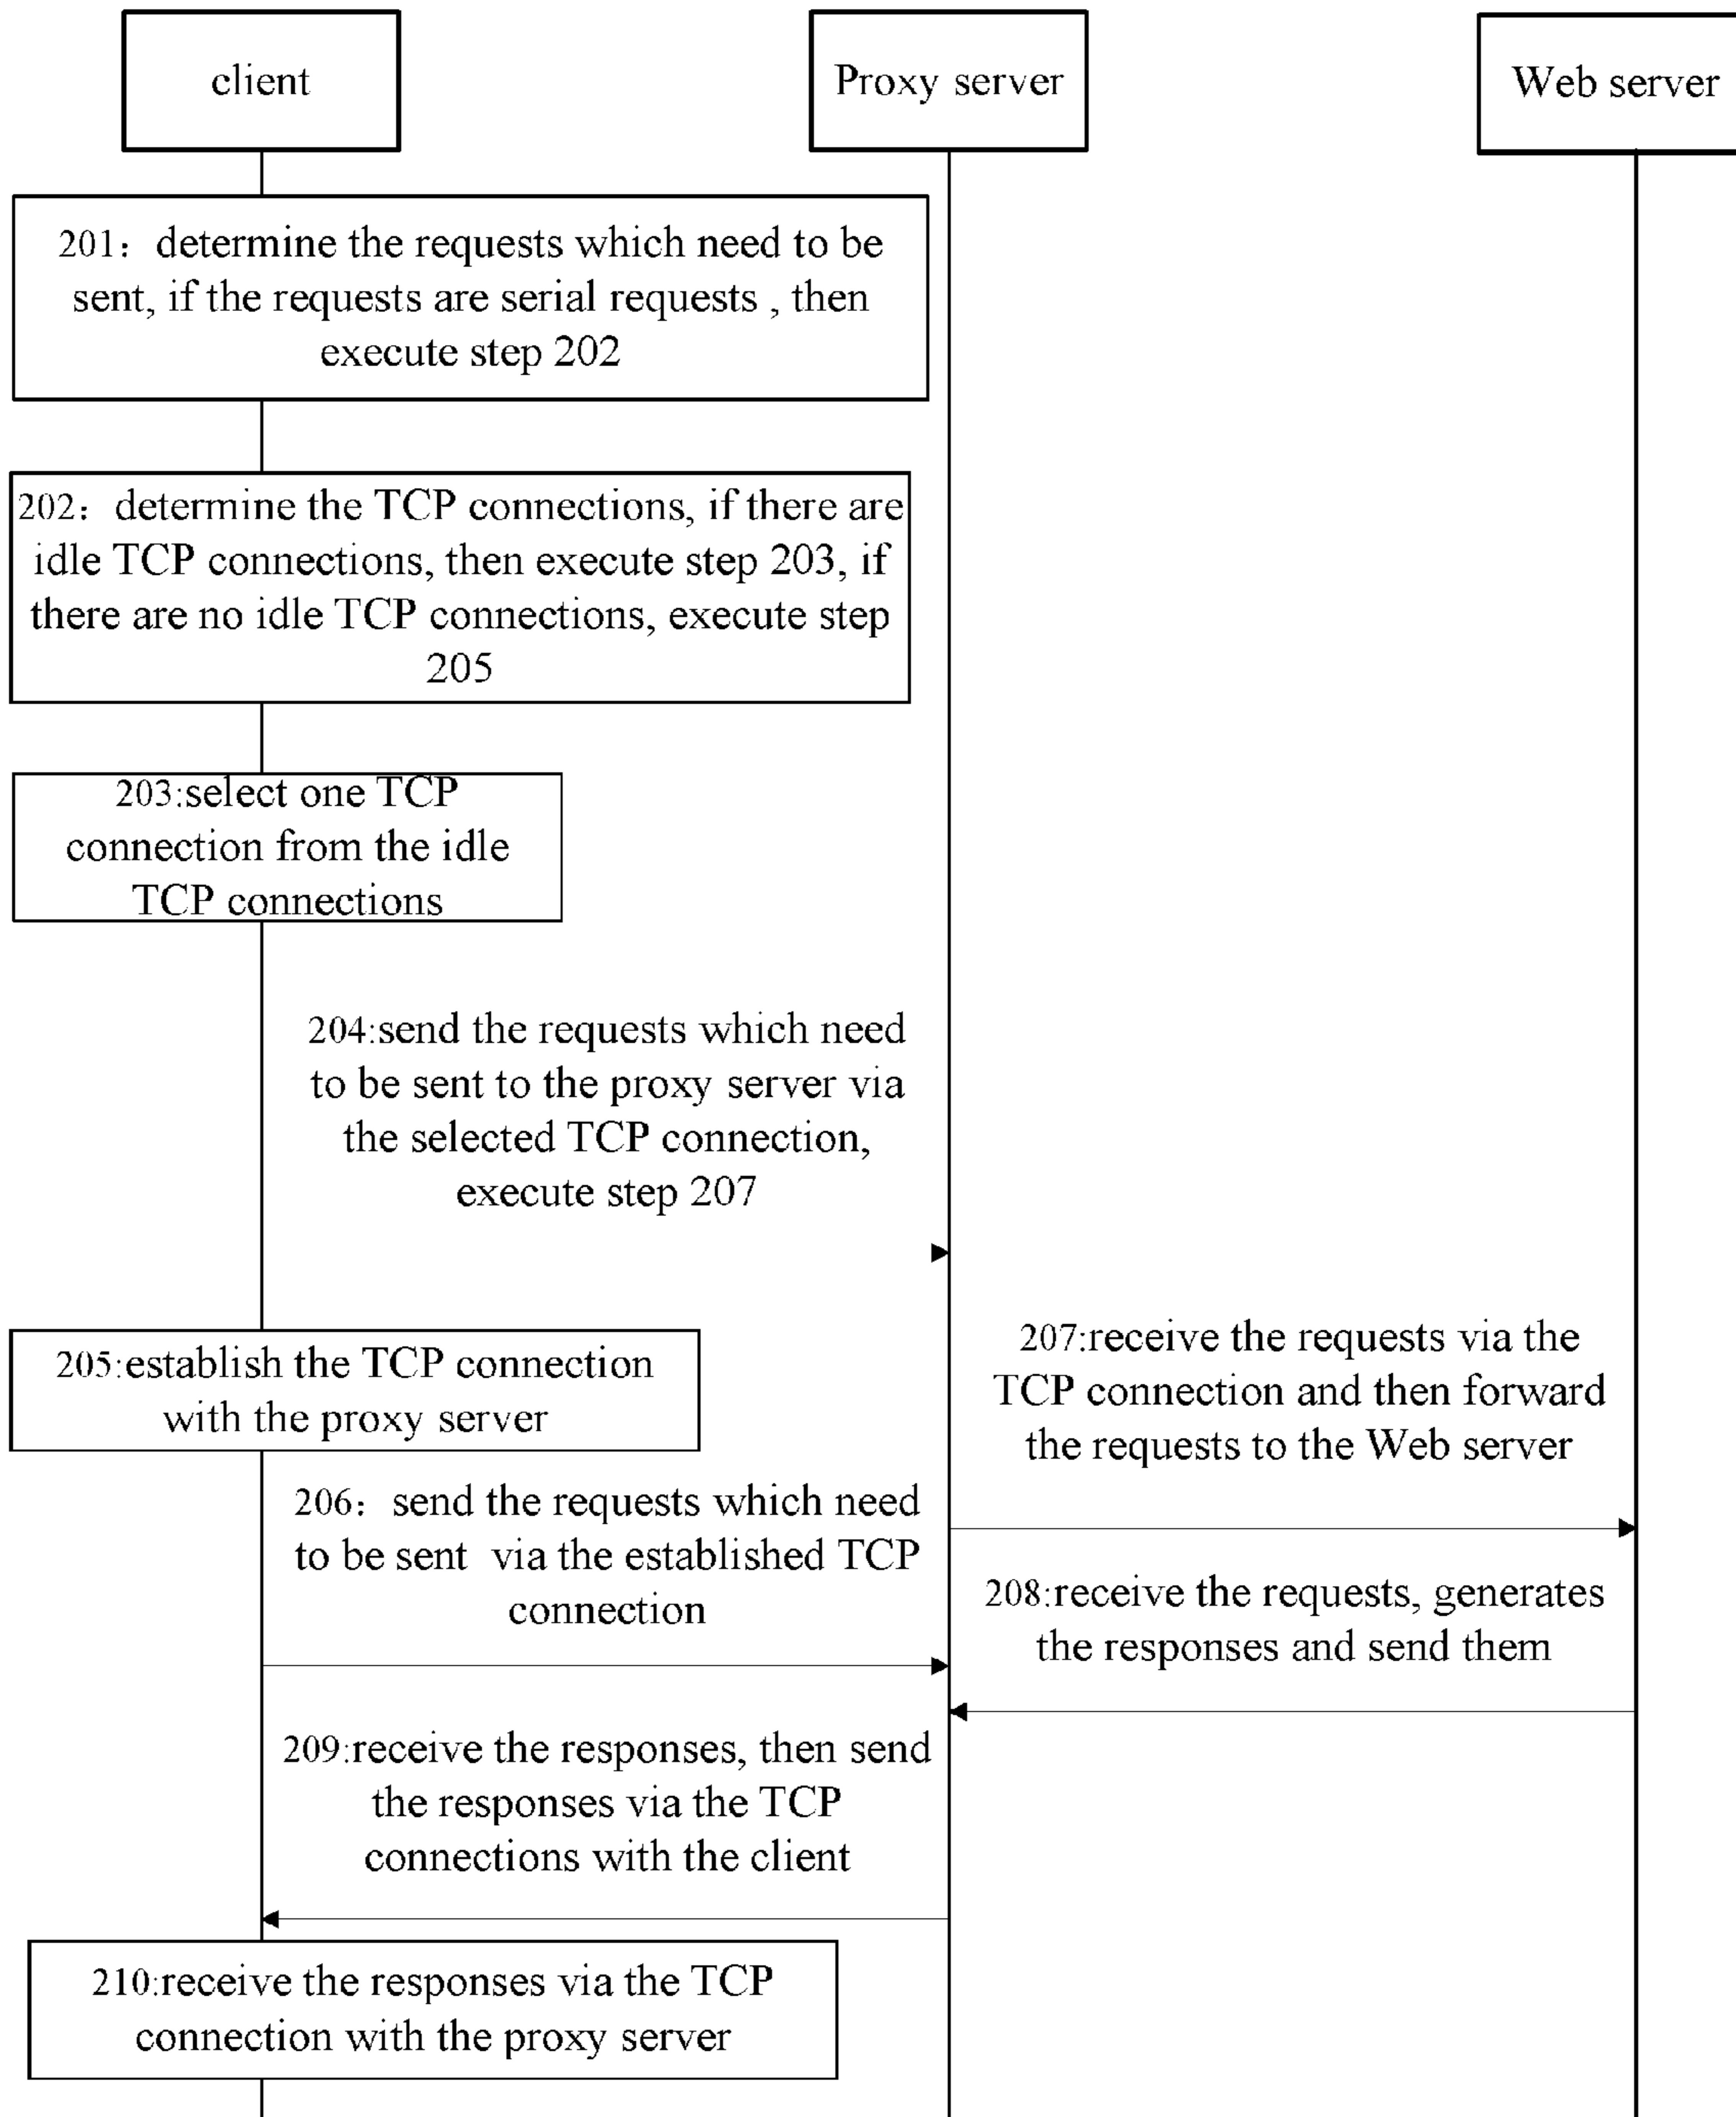 client
Proxy server
Web server
201： determine the requests which need to be
sent, if the requests are serial requests , then
execute step 202
202： determine the TCP connections, if there are
idle TCP connections, then execute step 203, if
there are no idle TCP connections, execute step
205
203:select one TCP
connection from the idle
TCP connections
204:send the requests which need
to be sent to the proxy server via
the selected TCP connection,
execute step 207
205:establish the TCP connection
with the proxy server
207:receive the requests via the
TCP connection and then forward
the requests to the Web server
206： send the requests which need
to be sent via the established TCP
connection
208:receive the requests, generates
the responses and send them
209:receive the responses, then send
the responses via the TCP
connections with the client
210:receive the responses via the TCP
connection with the proxy server